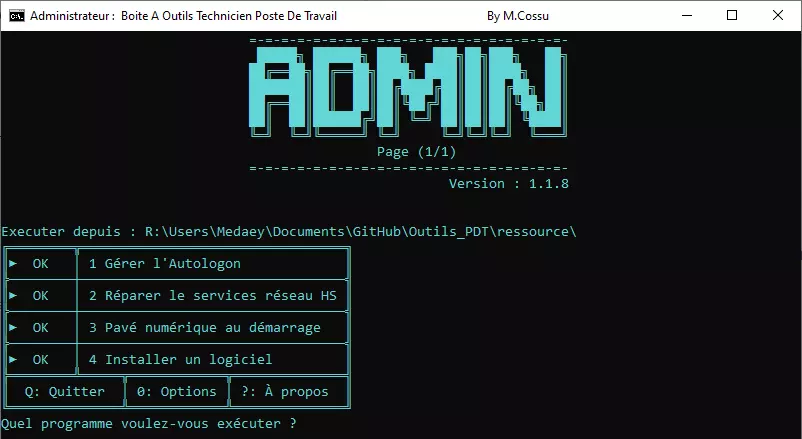 Administrateur : Boite A Outils Technicien Poste De Travail By M.Cossu
ADMIN
Page (1/1)
Version : 1.1.8
Executer depuis : R:\Users\Medaey\Documents\GitHub\Outils_PDT\ressource\
► OK 1 Gérer l'Autologon
► OK 2 Réparer le services réseau HS
► OK 3 Pavé numérique au démarrage
► OK 4 Installer un logiciel
Q: Quitter 0: Options ?: À propos
Quel programme voulez-vous exécuter ?